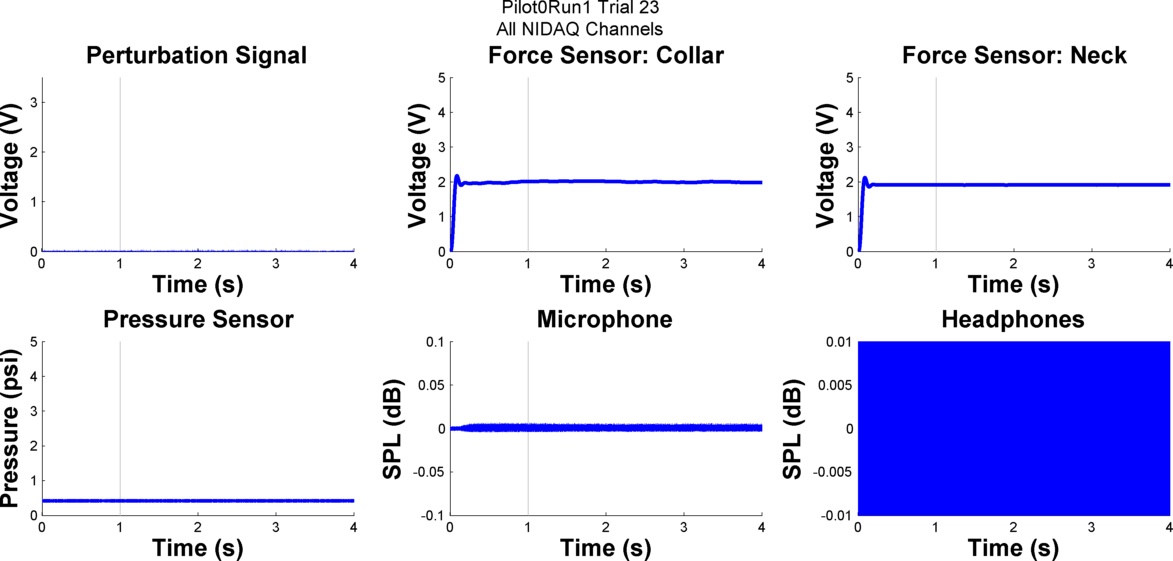 Pilot0Run1 Trial 23
All NIDAQ Channels
Perturbation Signal
Voltage (V)
3
2
1
0
0 1 2 3 4
Time (s)
Force Sensor: Collar
Voltage (V)
5
4
3
2
1
0
0 1 2 3 4
Time (s)
Force Sensor: Neck
Voltage (V)
5
4
3
2
1
0
0 1 2 3 4
Time (s)
Pressure Sensor
Pressure (psi)
5
4
3
2
1
0
0 1 2 3 4
Time (s)
Microphone
SPL (dB)
0.1
0.05
0
-0.05
-0.1
0 1 2 3 4
Time (s)
Headphones
SPL (dB)
0.01
0.005
0
-0.005
-0.01
0 1 2 3 4
Time (s)